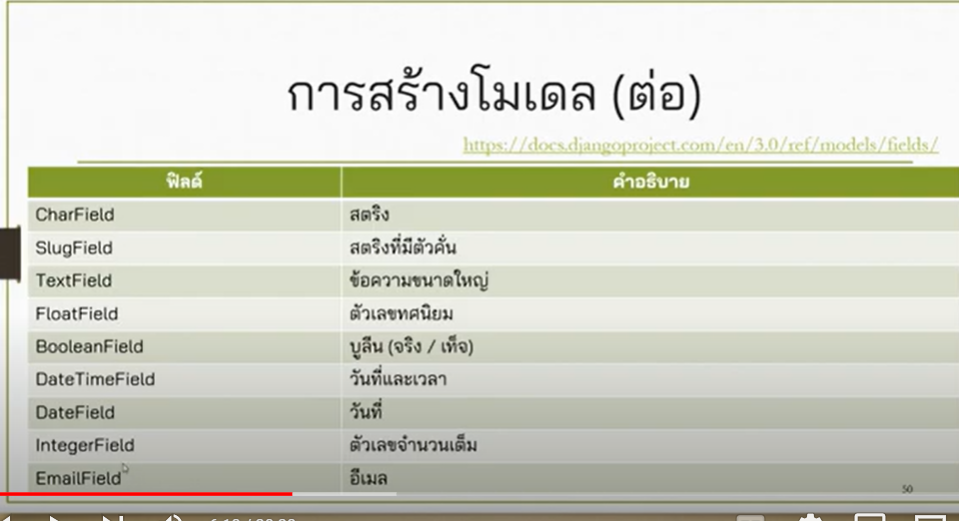 การสร้างโมเดล (ต่อ)
https://docs.djangoproject.com/en/3.0/ref/models/fields/
ฟิลด์ คำอธิบาย
CharField สตริง
SlugField สตริงที่มีตัวคั่น
TextField ข้อความขนาดใหญ่
FloatField ตัวเลขทศนิยม
BooleanField บูลีน (จริง / เท็จ)
DateTimeField วันที่และเวลา
DateField วันที่
IntegerField ตัวเลขจำนวนเต็ม
EmailField อีเมล
50